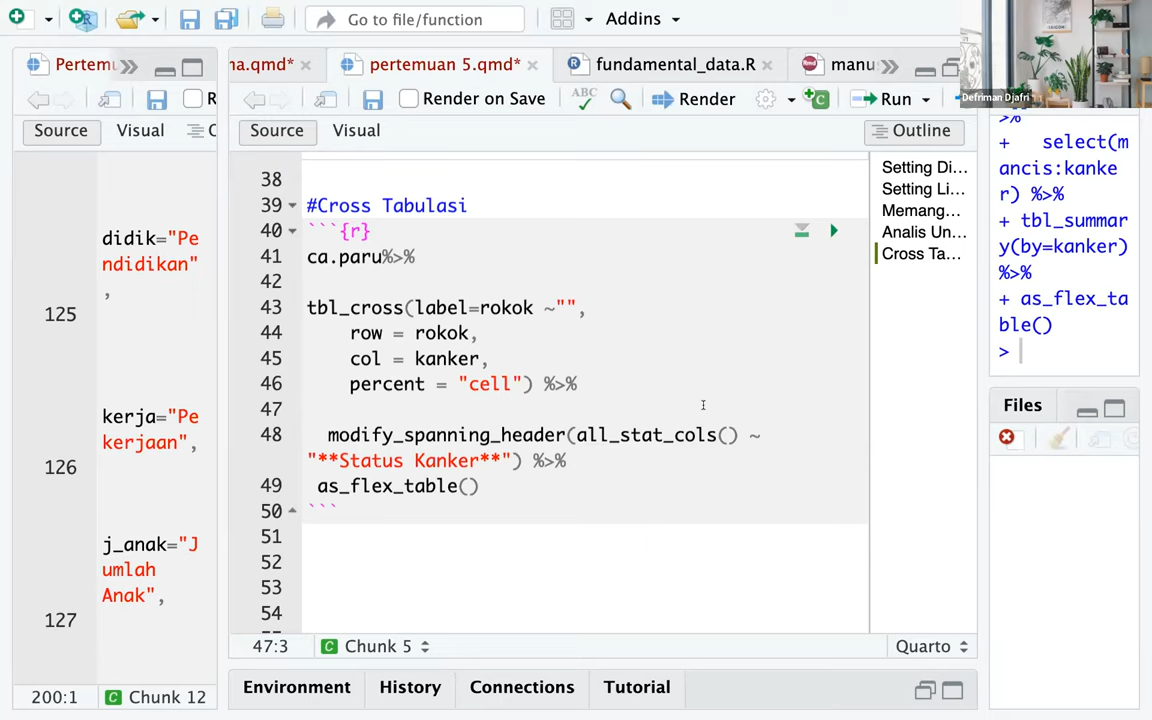 Go to file/function
Addins
Pertem
na.qmd*
pertemuan 5.qmd*
fundamental_data.R
manu
Defriman Djafri
R
Render on Save
ABC
Render
Run
Source
Visual
Source
Visual
Outline
didik="Pe
ndidikan"
,
125
kerja="Pe
kerjaan",
126
j_anak="J
umlah
Anak",
127
38
39 #Cross Tabulasi
40 ```{r}
41 ca.paru%>%
42
43 tbl_cross(label=rokok ~"",
44 row = rokok,
45 col = kanker,
46 percent = "cell") %>%
47
48 modify_spanning_header(all_stat_cols() ~
"**Status Kanker**") %>%
49 as_flex_table()
50 ```
51
52
53
54
Setting Di...
Setting Li...
Memang...
Analis Un...
Cross Ta...
%>%
+ select(m
ancis:kanke
r) %>%
+ tbl_summar
y(by=kanker)
%>%
+ as_flex_ta
ble()
>
Files
47:3
Chunk 5
Quarto
200:1
Chunk 12
Environment
History
Connections
Tutorial